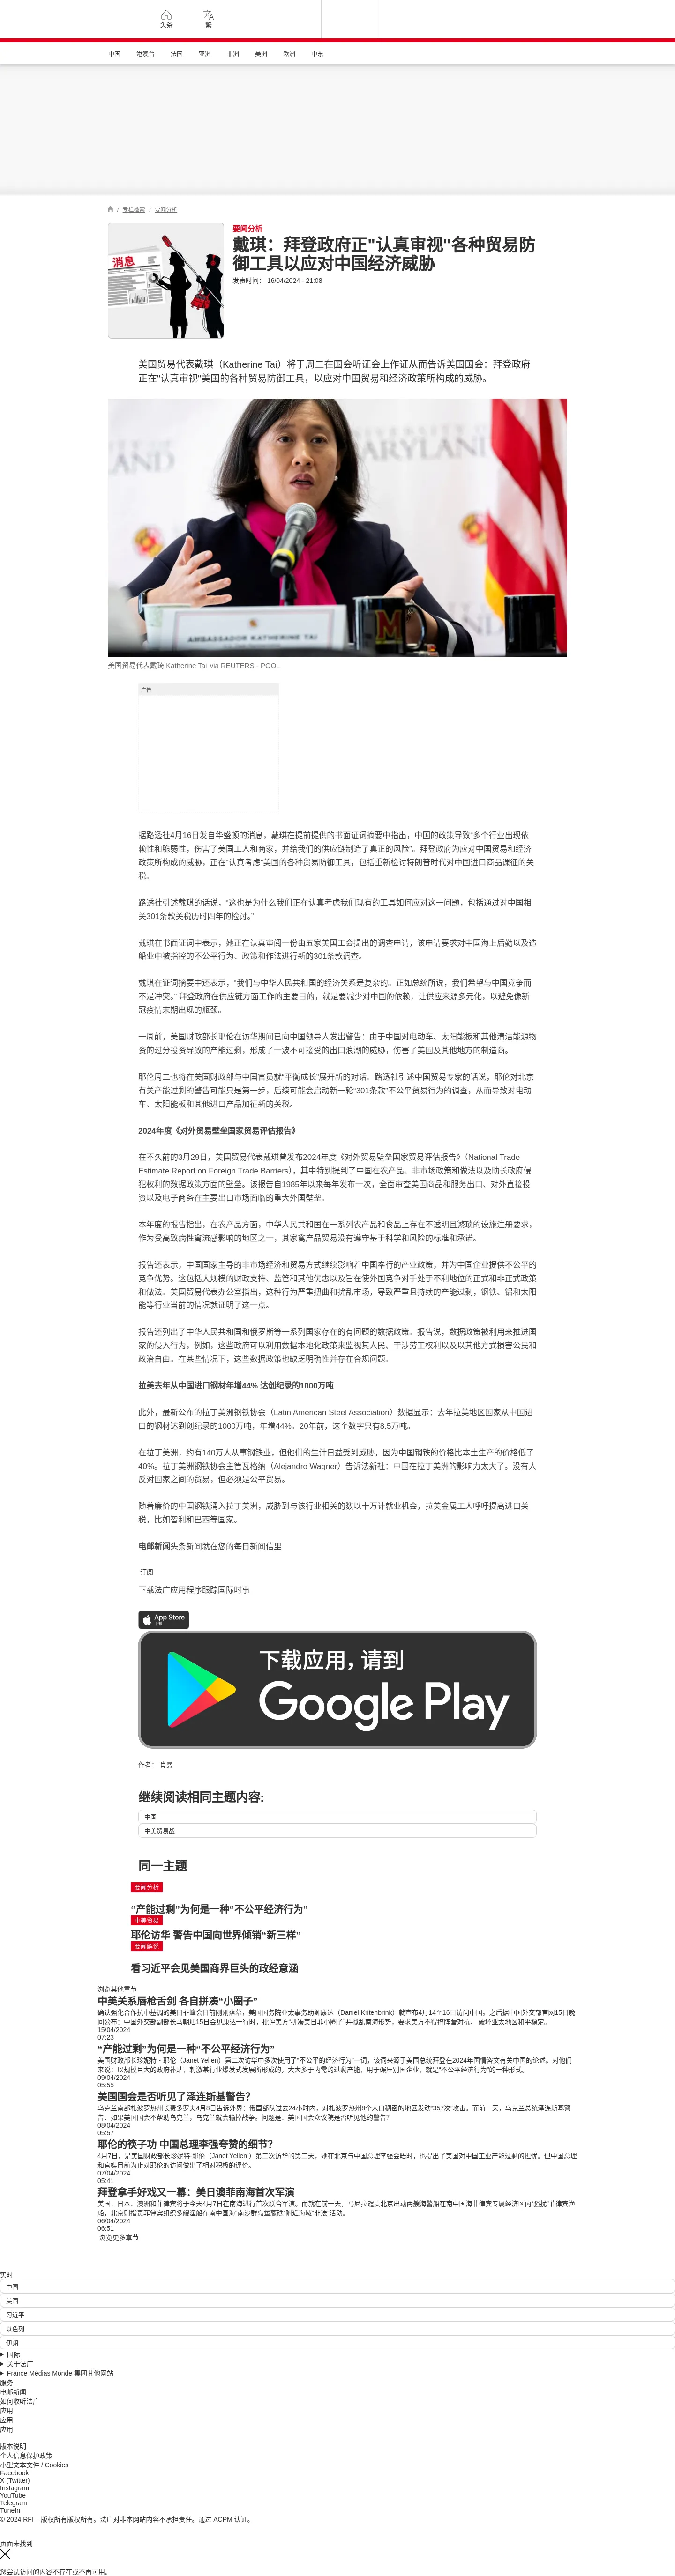 头条
繁
中国 港澳台 法国 亚洲 非洲 美洲 欧洲 中东
/ 专栏检索 / 要闻分析
消息
要闻分析
戴琪：拜登政府正"认真审视"各种贸易防
御工具以应对中国经济威胁
发表时间： 16/04/2024 - 21:08
美国贸易代表戴琪（Katherine Tai）将于周二在国会听证会上作证从而告诉美国国会：拜登政府
正在"认真审视"美国的各种贸易防御工具，以应对中国贸易和经济政策所构成的威胁。
AMBASSADOR KATHERINE TAI
美国贸易代表戴琦 Katherine Tai via REUTERS - POOL
广告
据路透社4月16日发自华盛顿的消息，戴琪在提前提供的书面证词摘要中指出，中国的政策导致“多个行业出现依
赖性和脆弱性，伤害了美国工人和商家，并给我们的供应链制造了真正的风险”。拜登政府为应对中国贸易和经济
政策所构成的威胁，正在“认真考虑”美国的各种贸易防御工具，包括重新检讨特朗普时代对中国进口商品课征的关
税。
路透社引述戴琪的话说，“这也是为什么我们正在认真考虑我们现有的工具如何应对这一问题，包括通过对中国相
关301条款关税历时四年的检讨。”
戴琪在书面证词中表示，她正在认真审阅一份由五家美国工会提出的调查申请，该申请要求对中国海上后勤以及造
船业中被指控的不公平行为、政策和作法进行新的301条款调查。
戴琪在证词摘要中还表示，“我们与中华人民共和国的经济关系是复杂的。正如总统所说，我们希望与中国竞争而
不是冲突。” 拜登政府在供应链方面工作的主要目的，就是要减少对中国的依赖，让供应来源多元化，以避免像新
冠疫情末期出现的瓶颈。
一周前，美国财政部长耶伦在访华期间已向中国领导人发出警告：由于中国对电动车、太阳能板和其他清洁能源物
资的过分投资导致的产能过剩，形成了一波不可接受的出口浪潮的威胁，伤害了美国及其他地方的制造商。
耶伦周二也将在美国财政部与中国官员就“平衡成长”展开新的对话。路透社引述中国贸易专家的话说，耶伦对北京
有关产能过剩的警告可能只是第一步，后续可能会启动新一轮“301条款”不公平贸易行为的调查，从而导致对电动
车、太阳能板和其他进口产品加征新的关税。
2024年度《对外贸易壁垒国家贸易评估报告》
在不久前的3月29日，美国贸易代表戴琪曾发布2024年度《对外贸易壁垒国家贸易评估报告》（National Trade
Estimate Report on Foreign Trade Barriers），其中特别提到了中国在农产品、非市场政策和做法以及助长政府侵
犯权利的数据政策方面的壁垒。该报告自1985年以来每年发布一次，全面审查美国商品和服务出口、对外直接投
资以及电子商务在主要出口市场面临的重大外国壁垒。
本年度的报告指出，在农产品方面，中华人民共和国在一系列农产品和食品上存在不透明且繁琐的设施注册要求，
作为受高致病性禽流感影响的地区之一，其家禽产品贸易没有遵守基于科学和风险的标准和承诺。
报告还表示，中国国家主导的非市场经济和贸易方式继续影响着中国奉行的产业政策，并为中国企业提供不公平的
竞争优势。这包括大规模的财政支持、监管和其他优惠以及旨在使外国竞争对手处于不利地位的正式和非正式政策
和做法。美国贸易代表办公室指出，这种行为严重扭曲和扰乱市场，导致严重且持续的产能过剩，钢铁、铝和太阳
能等行业当前的情况就证明了这一点。
报告还列出了中华人民共和国和俄罗斯等一系列国家存在的有问题的数据政策。报告说，数据政策被利用来推进国
家的侵入行为，例如，这些政府可以利用数据本地化政策来监视其人民、干涉劳工权利以及以其他方式损害公民和
政治自由。在某些情况下，这些数据政策也缺乏明确性并存在合规问题。
拉美去年从中国进口钢材年增44% 达创纪录的1000万吨
此外，最新公布的拉丁美洲钢铁协会（Latin American Steel Association）数据显示：去年拉美地区国家从中国进
口的钢材达到创纪录的1000万吨，年增44%。20年前，这个数字只有8.5万吨。
在拉丁美洲，约有140万人从事钢铁业，但他们的生计日益受到威胁，因为中国钢铁的价格比本土生产的价格低了
40%。拉丁美洲钢铁协会主管瓦格纳（Alejandro Wagner）告诉法新社：中国在拉丁美洲的影响力太大了。没有人
反对国家之间的贸易，但必须是公平贸易。
随着廉价的中国钢铁涌入拉丁美洲，威胁到与该行业相关的数以十万计就业机会，拉美金属工人呼吁提高进口关
税，比如智利和巴西等国家。
电邮新闻头条新闻就在您的每日新闻信里
订阅
下载法广应用程序跟踪国际时事
App Store
下载
下载应用，请到
Google Play
作者： 肖曼
继续阅读相同主题内容:
中国
中美贸易战
同一主题
要闻分析
“产能过剩”为何是一种“不公平经济行为”
中美贸易
耶伦访华 警告中国向世界倾销“新三样”
要闻解说
看习近平会见美国商界巨头的政经意涵
浏览其他章节
中美关系唇枪舌剑 各自拼凑“小圈子”
确认强化合作抗中基调的美日菲峰会日前刚刚落幕，美国国务院亚太事务助卿康达（Daniel Kritenbrink）就宣布4月14至16日访问中国。之后据中国外交部官网15日晚
间公布：中国外交部副部长马朝旭15日会见康达一行时，批评美方“拼凑美日菲小圈子”并搅乱南海形势，要求美方不得搞阵营对抗、 破坏亚太地区和平稳定。
15/04/2024
07:23
“产能过剩”为何是一种“不公平经济行为”
美国财政部长珍妮特・耶伦（Janet Yellen）第二次访华中多次使用了“不公平的经济行为”一词，该词来源于美国总统拜登在2024年国情咨文有关中国的论述。对他们
来说：以规模巨大的政府补贴，刺激某行业爆发式发展所形成的，大大多于内需的过剩产能，用于碾压别国企业，就是“不公平经济行为”的一种形式。
09/04/2024
05:55
美国国会是否听见了泽连斯基警告？
乌克兰南部札波罗热州长费多罗夫4月8日告诉外界：俄国部队过去24小时内，对札波罗热州8个人口稠密的地区发动“357次”攻击。而前一天，乌克兰总统泽连斯基警
告：如果美国国会不帮助乌克兰，乌克兰就会输掉战争。问题是：美国国会众议院是否听见他的警告？
08/04/2024
05:57
耶伦的筷子功 中国总理李强夸赞的细节？
4月7日，是美国财政部长珍妮特·耶伦（Janet Yellen ）第二次访华的第二天，她在北京与中国总理李强会晤时，也提出了美国对中国工业产能过剩的担忧。但中国总理
和官媒目前为止对耶伦的访问做出了相对积极的评价。
07/04/2024
05:41
拜登拿手好戏又一幕：美日澳菲南海首次军演
美国、日本、澳洲和菲律宾将于今天4月7日在南海进行首次联合军演。而就在前一天，马尼拉谴责北京出动两艘海警船在南中国海菲律宾专属经济区内“骚扰”菲律宾渔
船，北京则指责菲律宾组织多艘渔船在南中国海“南沙群岛鲎藤礁”附近海域“非法”活动。
06/04/2024
06:51
浏览更多章节
实时
中国
美国
习近平
以色列
伊朗
国际
关于法广
France Médias Monde 集团其他网站
服务
电邮新闻
如何收听法广
应用
应用
应用
版本说明
个人信息保护政策
小型文本文件 / Cookies
Facebook
X (Twitter)
Instagram
YouTube
Telegram
TuneIn
© 2024 RFI – 版权所有版权所有。法广对非本网站内容不承担责任。通过 ACPM 认证。
页面未找到
您尝试访问的内容不存在或不再可用。